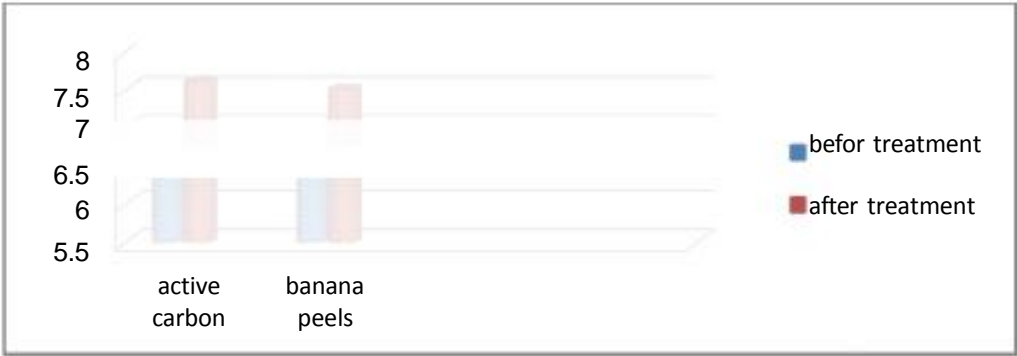 8
7.5
7
6.5
6
5.5
active
carbon
banana
peels
befor treatment
after treatment